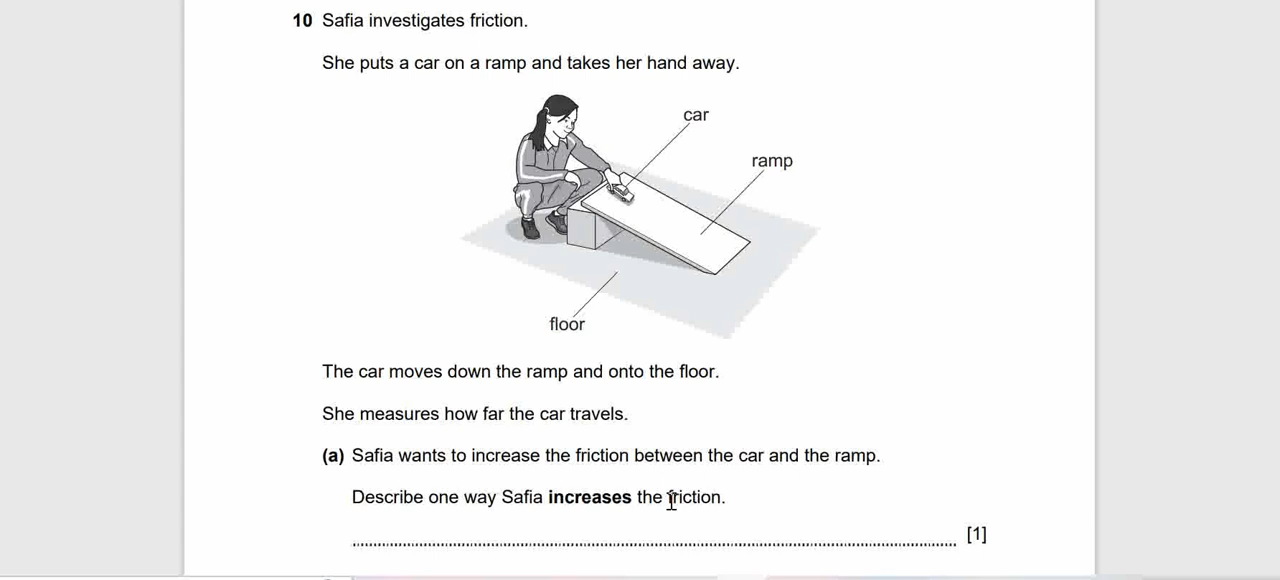 10 Safia investigates friction.
She puts a car on a ramp and takes her hand away.
car
ramp
floor
The car moves down the ramp and onto the floor.
She measures how far the car travels.
(a) Safia wants to increase the friction between the car and the ramp.
Describe one way Safia increases the friction.
[1]